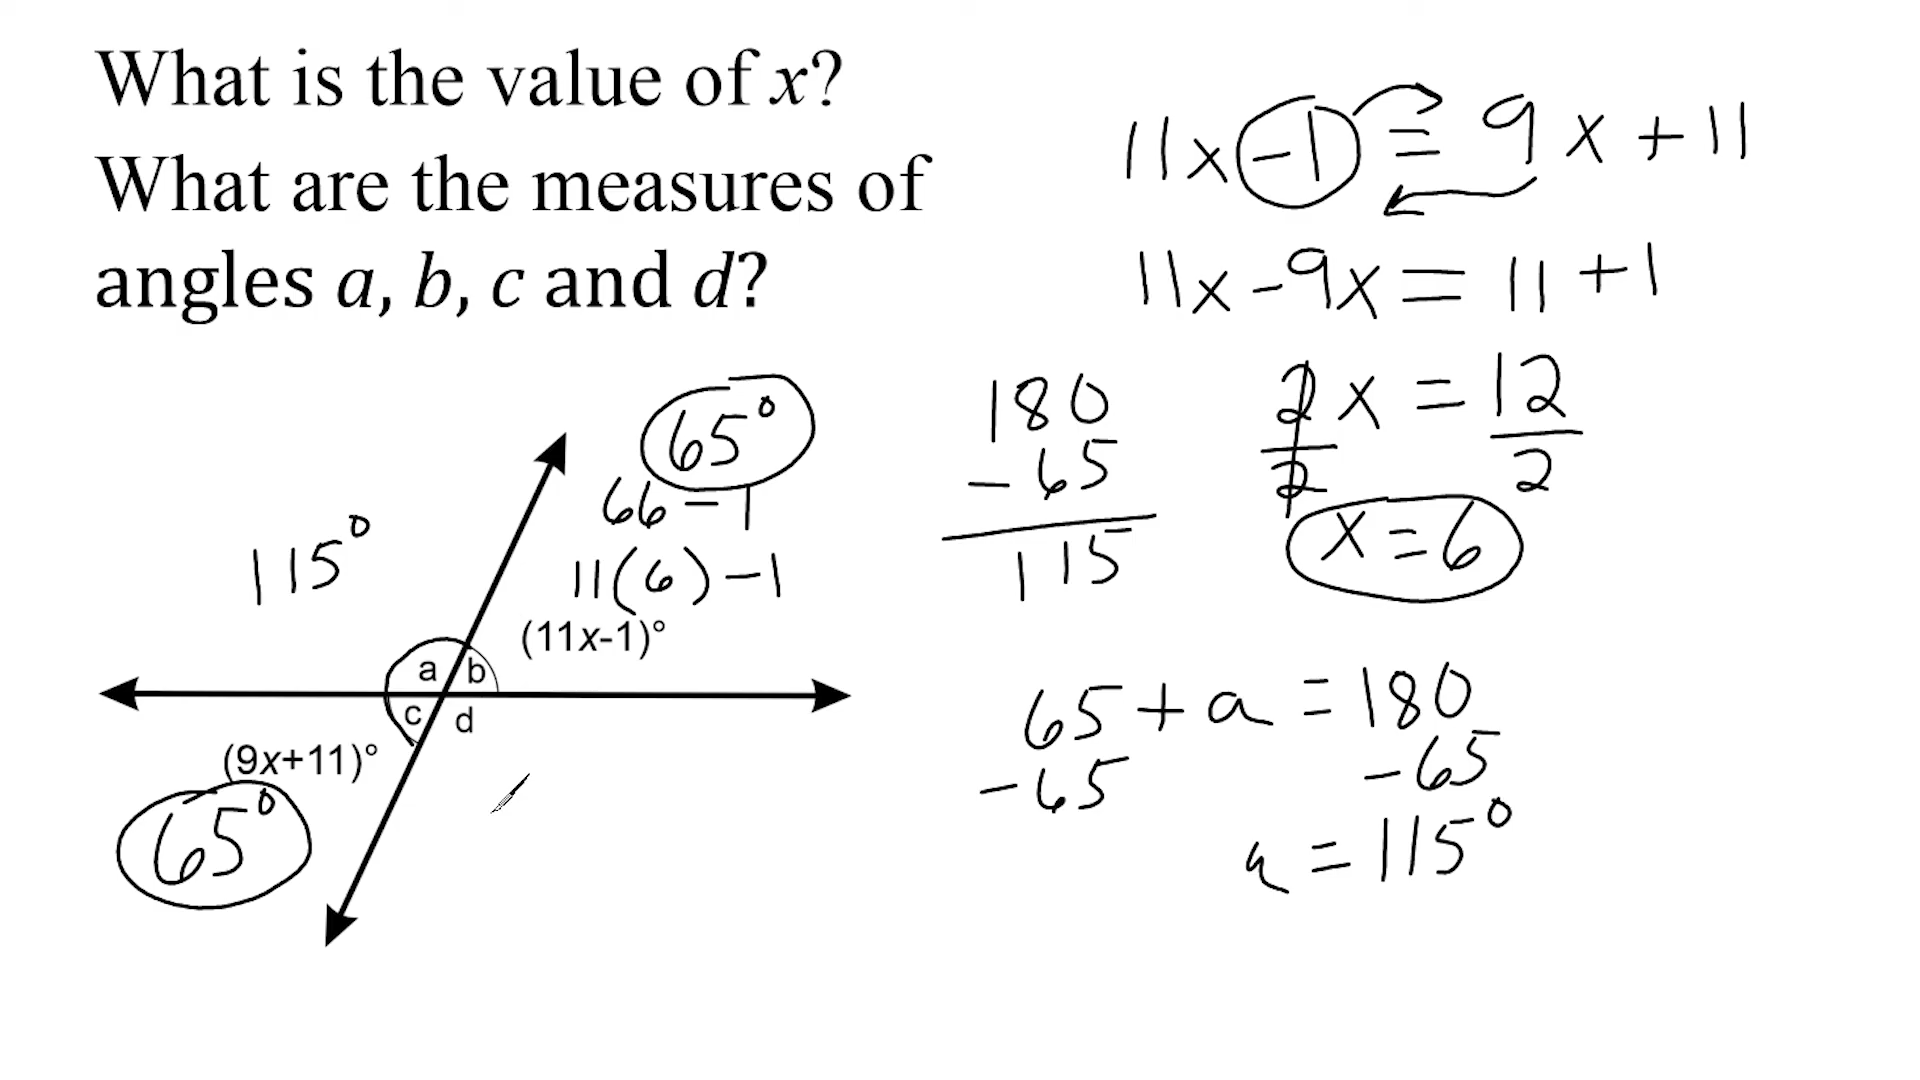 What is the value of x?
What are the measures of
angles a, b, c and d?
11x -1 = 9x + 11
11x - 9x = 11 + 1
2x = 12
2 2
x = 6
180
- 65
115
65 + a = 180
- 65 - 65
a = 115°
65°
66 - 1
11(6) - 1
(11x-1)°
115°
a b
c d
(9x+11)°
65°